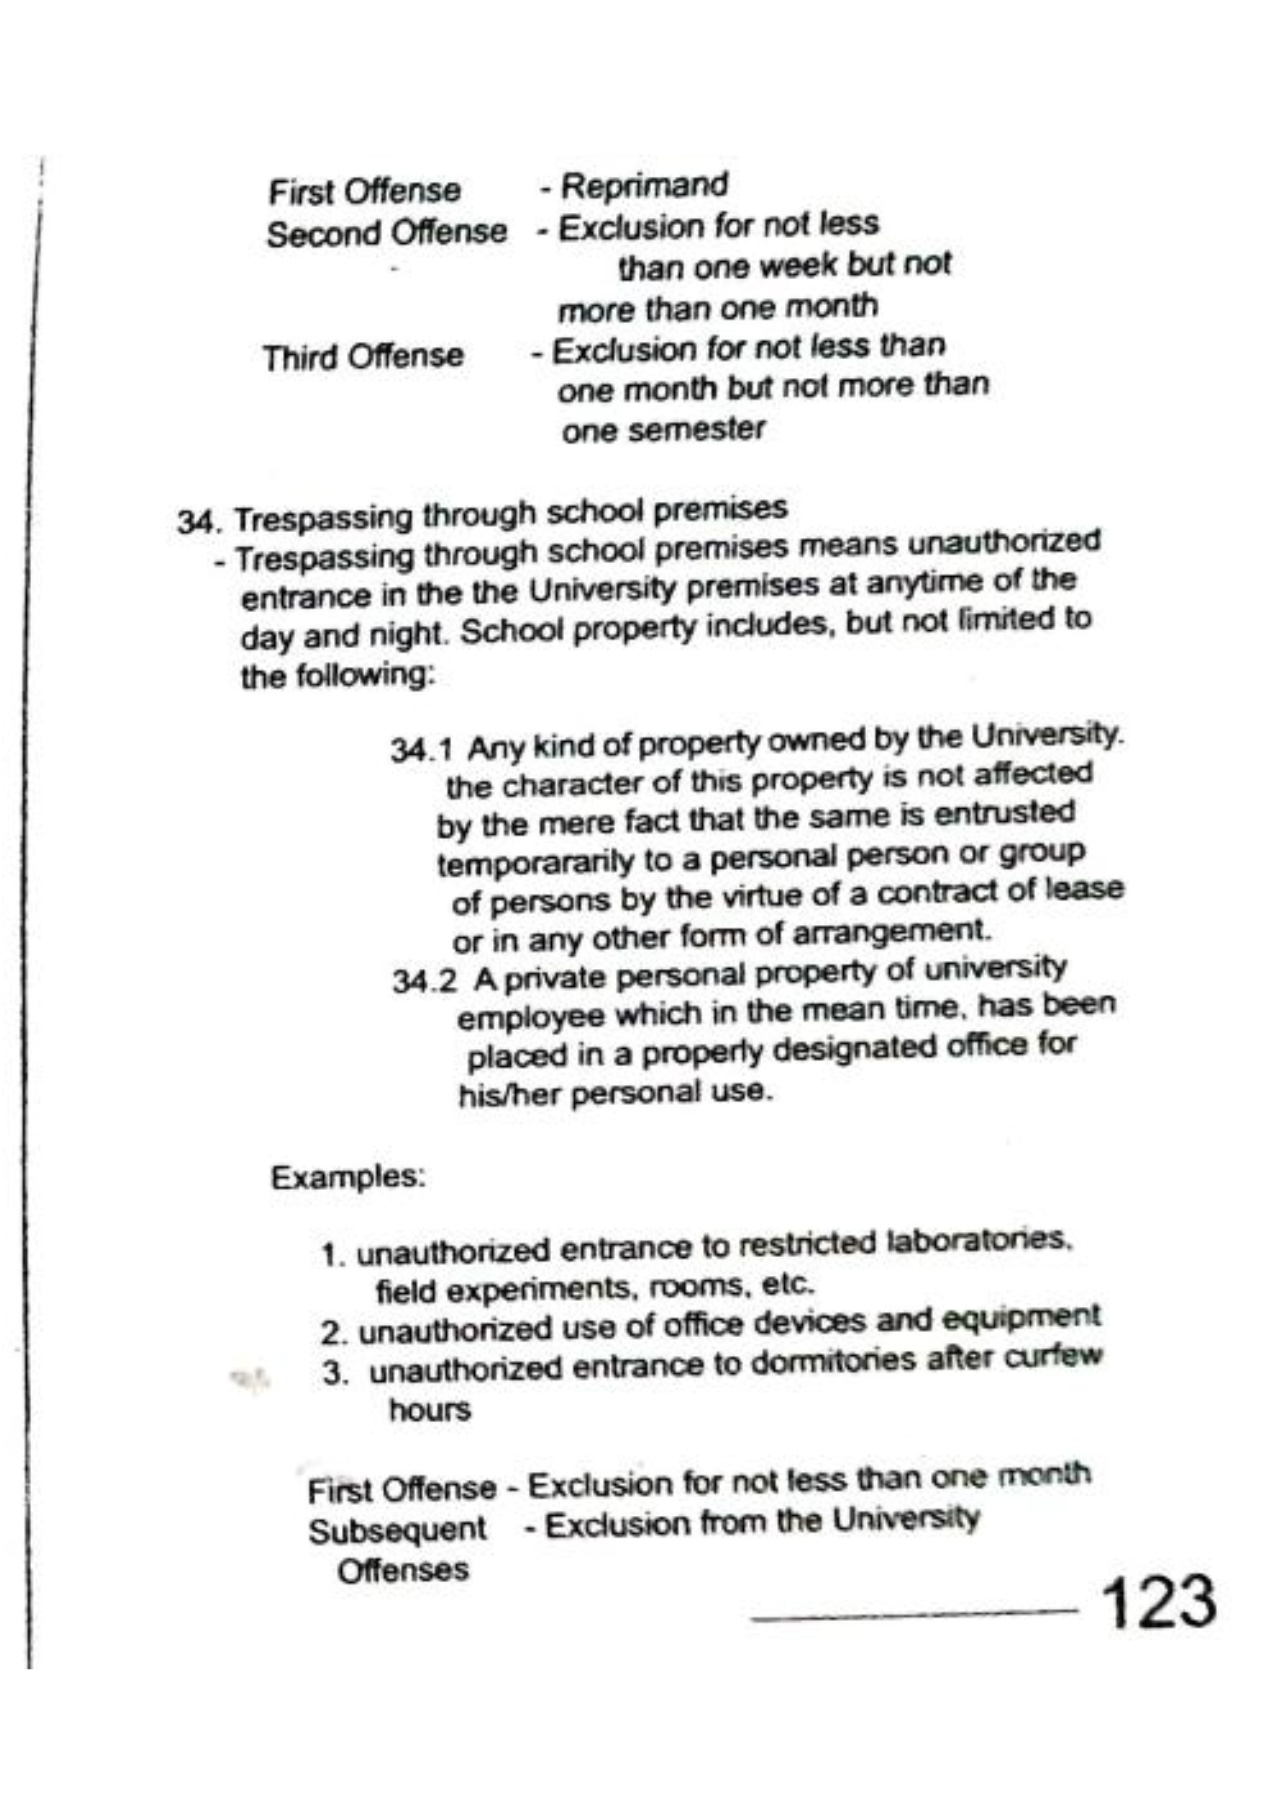 First Offense - Reprimand
Second Offense - Exclusion for not less
than one week but not
more than one month
Third Offense - Exclusion for not less than
one month but not more than
one semester
34. Trespassing through school premises
- Trespassing through school premises means unauthorized
entrance in the the University premises at anytime of the
day and night. School property includes, but not limited to
the following:
34.1 Any kind of property owned by the University.
the character of this property is not affected
by the mere fact that the same is entrusted
temporararily to a personal person or group
of persons by the virtue of a contract of lease
or in any other form of arrangement.
34.2 A private personal property of university
employee which in the mean time, has been
placed in a properly designated office for
his/her personal use.
Examples:
1. unauthorized entrance to restricted laboratories,
field experiments, rooms, etc.
2. unauthorized use of office devices and equipment
3. unauthorized entrance to dormitories after curfew
hours
First Offense - Exclusion for not less than one month
Subsequent - Exclusion from the University
Offenses
123